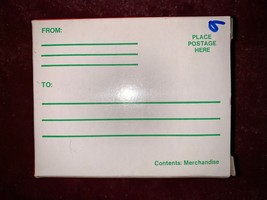 FROM:
PLACE
POSTAGE
HERE
TO:
Contents: Merchandise